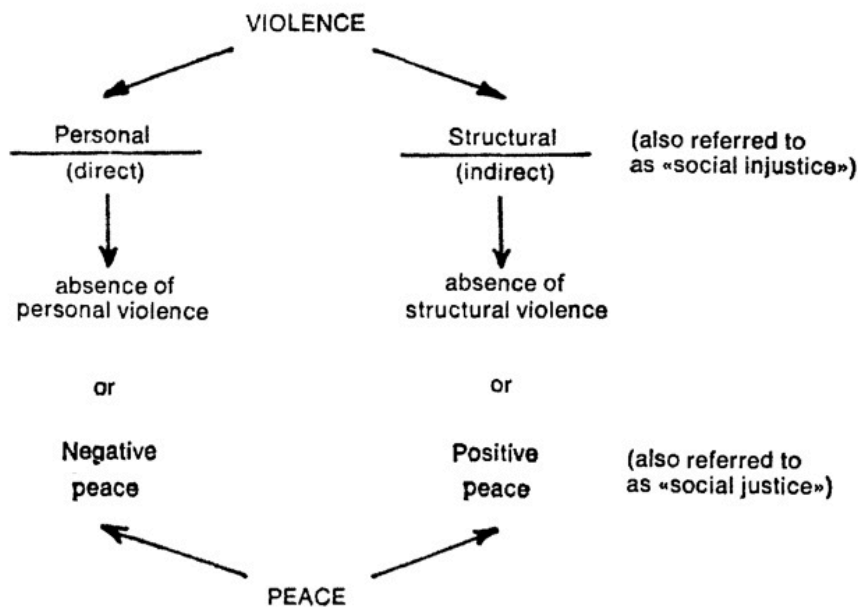 VIOLENCE
Personal
(direct)
Structural
(indirect)
(also referred to
as «social injustice»)
absence of
personal violence
absence of
structural violence
or
or
Negative
peace
Positive
peace
(also referred to
as «social justice»)
PEACE